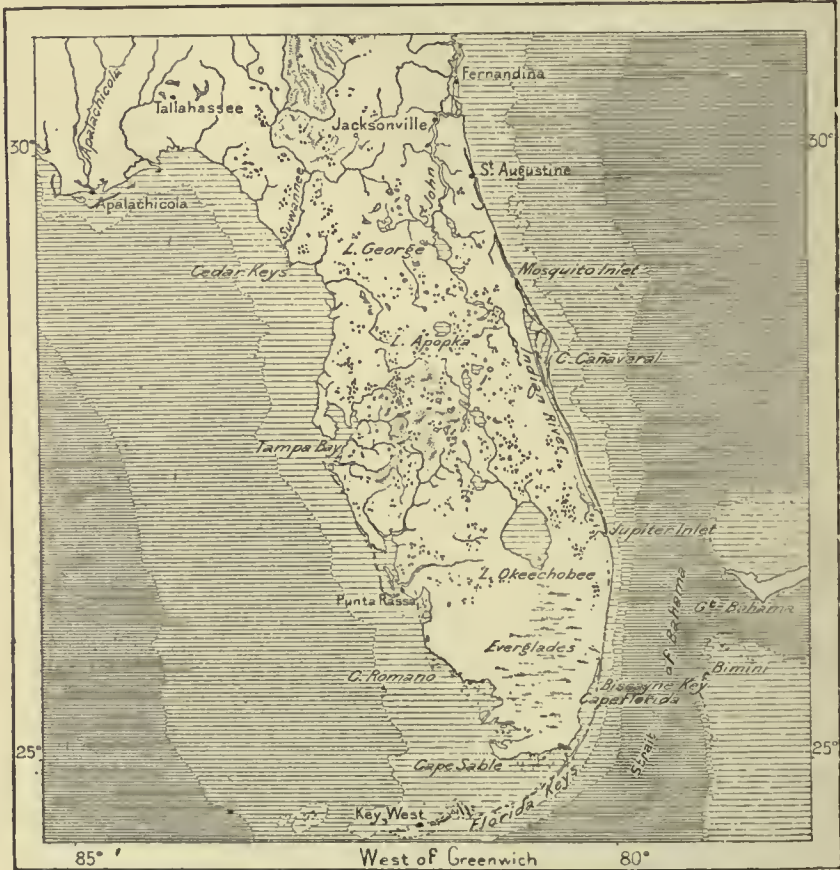 Fernandina
Apalachicola
Tallahassee
Jacksonville
30°
30°
St. Augustine
Apalachicola
Suwannee
St. John
L. George
Cedar Keys
Mosquito Inlet
L. Apopka
C. Cañaveral
Indian River
Tampa Bay
Jupiter Inlet
L. Okeechobee
Punta Rassa
Gt. Bahama
Everglades
Strait of Bahama
Bimini
C. Romano
Biscayne Key
Cape Florida
25°
25°
Cape Sable
Florida Keys
Key West
85°
West of Greenwich
80°